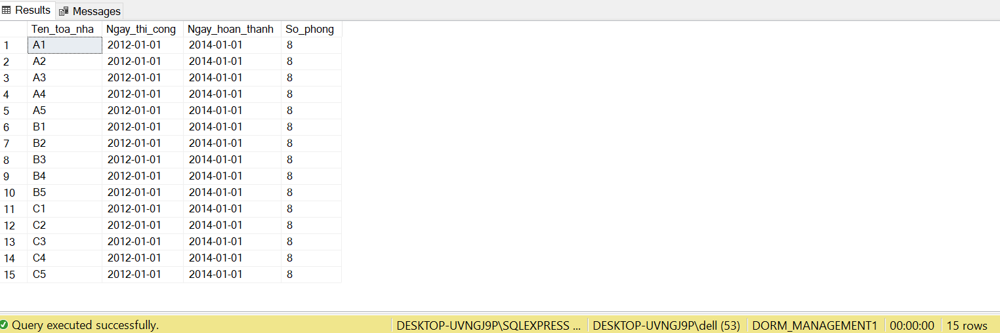 Results Messages
Ten_toa_nha Ngay_thi_cong Ngay_hoan_thanh So_phong
1 A1 2012-01-01 2014-01-01 8
2 A2 2012-01-01 2014-01-01 8
3 A3 2012-01-01 2014-01-01 8
4 A4 2012-01-01 2014-01-01 8
5 A5 2012-01-01 2014-01-01 8
6 B1 2012-01-01 2014-01-01 8
7 B2 2012-01-01 2014-01-01 8
8 B3 2012-01-01 2014-01-01 8
9 B4 2012-01-01 2014-01-01 8
10 B5 2012-01-01 2014-01-01 8
11 C1 2012-01-01 2014-01-01 8
12 C2 2012-01-01 2014-01-01 8
13 C3 2012-01-01 2014-01-01 8
14 C4 2012-01-01 2014-01-01 8
15 C5 2012-01-01 2014-01-01 8
Query executed successfully. DESKTOP-UVNGJ9P\SQLEXPRESS ... DESKTOP-UVNGJ9P\dell (53) DORM_MANAGEMENT1 00:00:00 15 rows